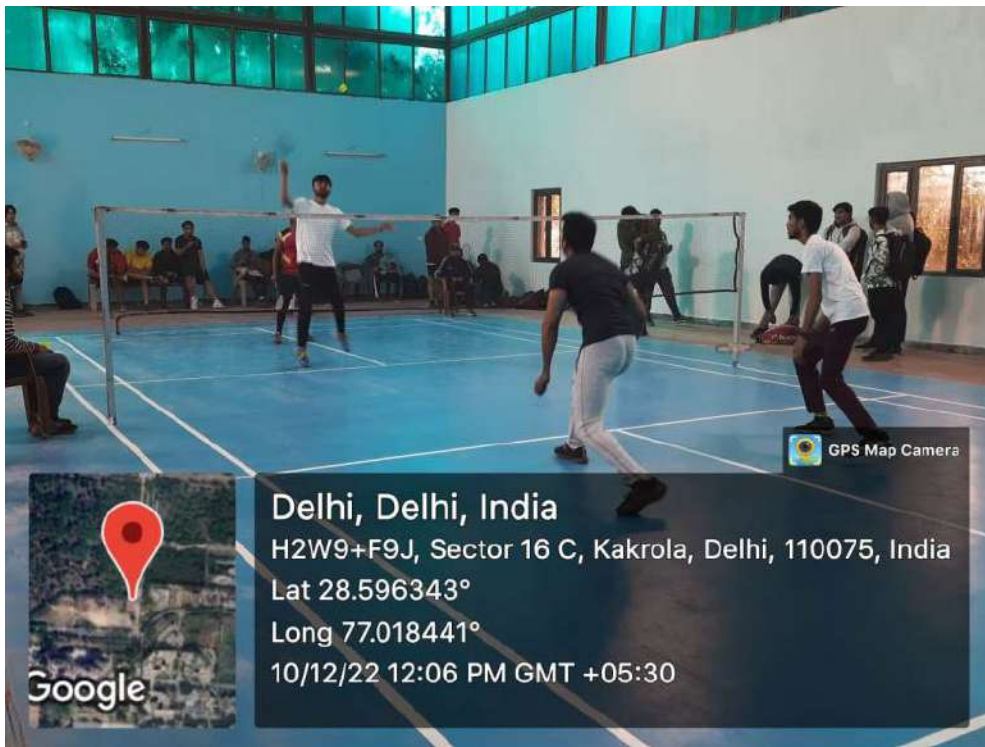 GPS Map Camera
Delhi, Delhi, India
H2W9+F9J, Sector 16 C, Kakrola, Delhi, 110075, India
Lat 28.596343°
Long 77.018441°
10/12/22 12:06 PM GMT +05:30
Google